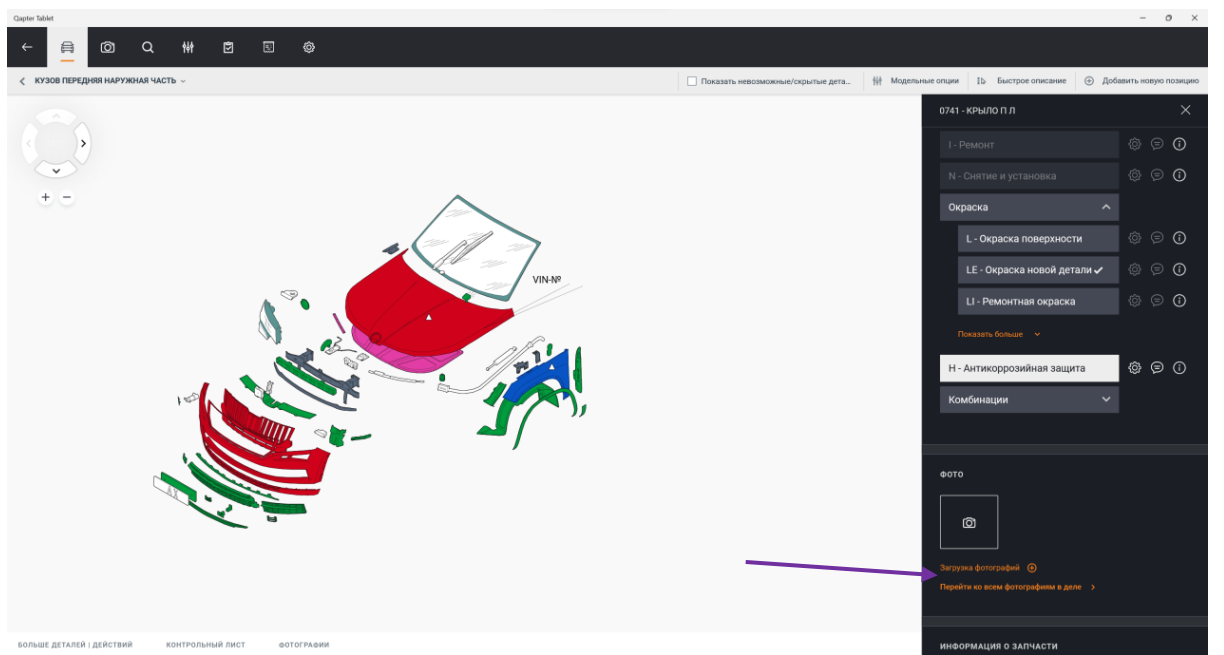 Qapter Tablet
КУЗОВ ПЕРЕДНЯЯ НАРУЖНАЯ ЧАСТЬ
Показать невозможные/скрытые дета...
Модельные опции
Быстрое описание
Добавить новую позицию
VIN-№
AX
0741 - КРЫЛО П Л
I - Ремонт
N - Снятие и установка
Окраска
L - Окраска поверхности
LE - Окраска новой детали
LI - Ремонтная окраска
Показать больше
H - Антикоррозийная защита
Комбинации
ФОТО
Загрузка фотографий
Перейти ко всем фотографиям в деле
ИНФОРМАЦИЯ О ЗАПЧАСТИ
БОЛЬШЕ ДЕТАЛЕЙ | ДЕЙСТВИЙ
КОНТРОЛЬНЫЙ ЛИСТ
ФОТОГРАФИИ